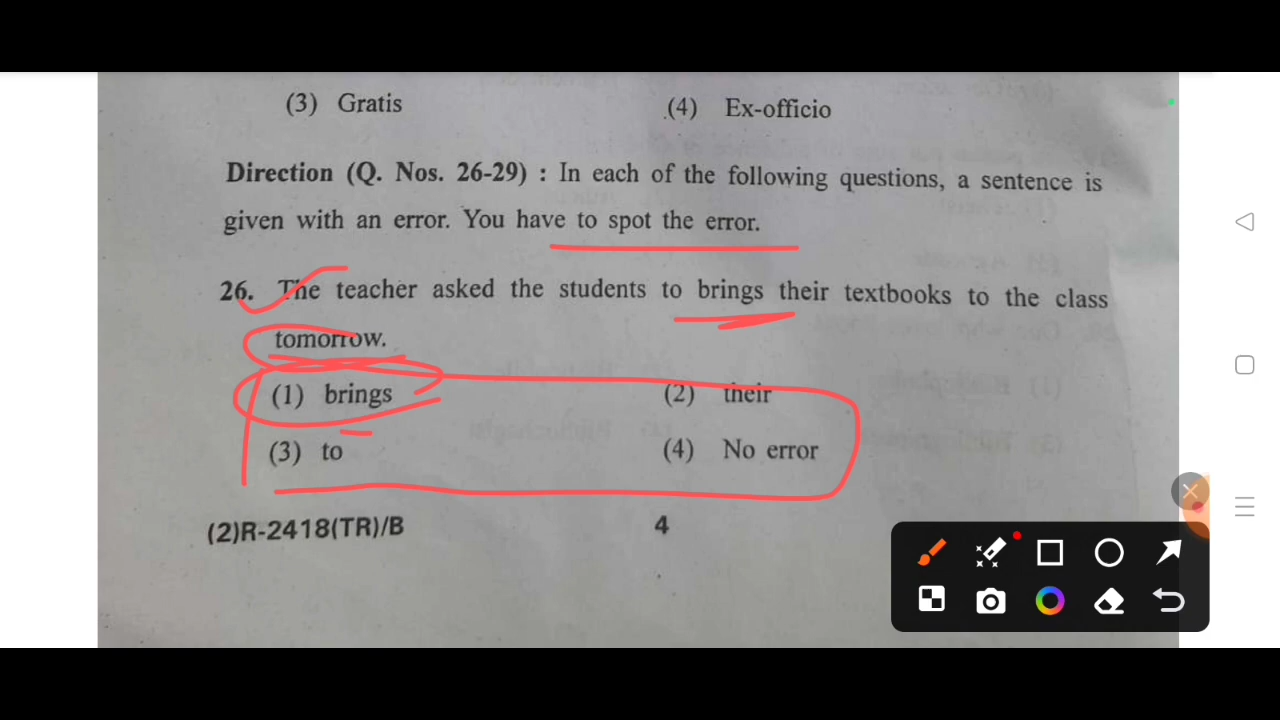 (3) Gratis (4) Ex-officio
Direction (Q. Nos. 26-29) : In each of the following questions, a sentence is
given with an error. You have to spot the error.
26. The teacher asked the students to brings their textbooks to the class
tomorrow.
(1) brings (2) their
(3) to (4) No error
(2)R-2418(TR)/B 4